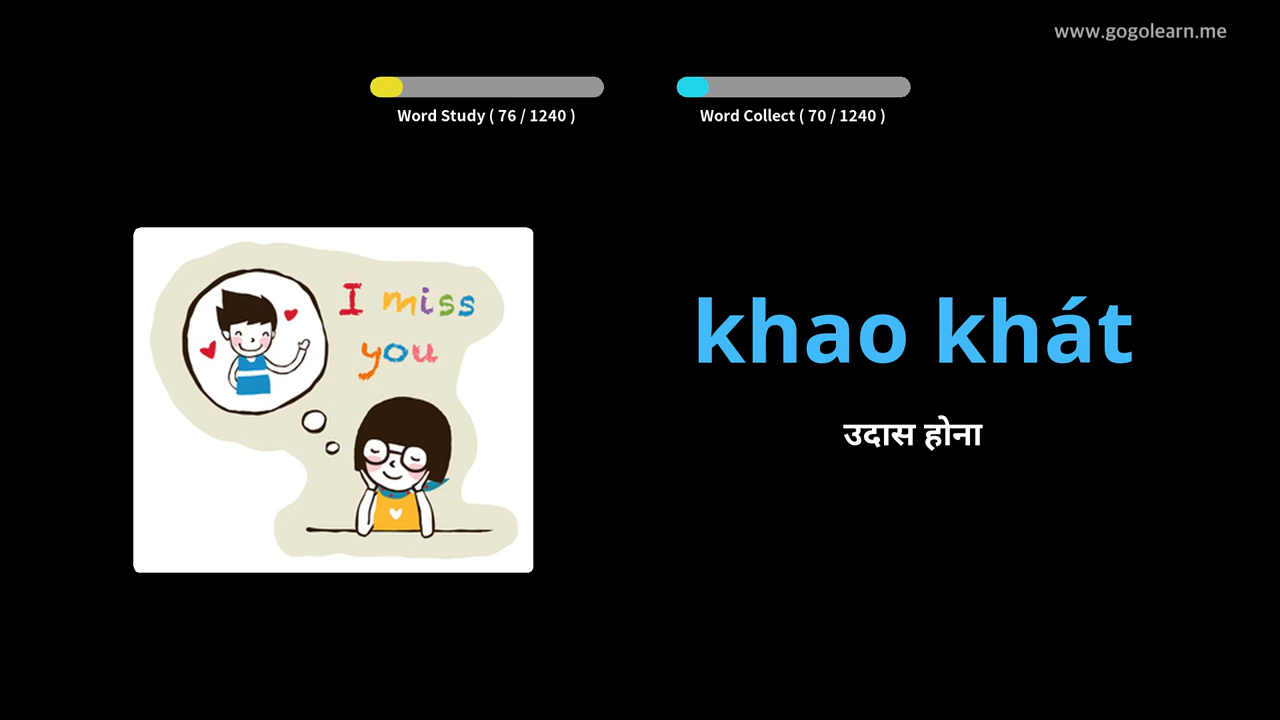 www.gogolearn.me
Word Study ( 76 / 1240 )
Word Collect ( 70 / 1240 )
I miss
you
khao khát
उदास होना